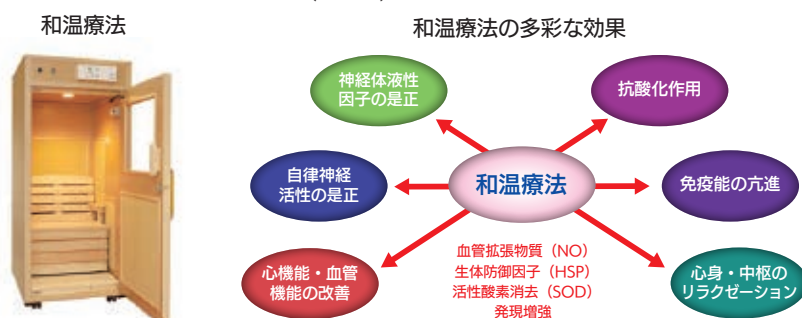 和温療法
和温療法の多彩な効果
神経体液性
因子の是正
抗酸化作用
自律神経
活性の是正
和温療法
免疫能の亢進
心機能・血管
機能の改善
血管拡張物質（NO）
生体防御因子（HSP）
活性酸素消去（SOD）
発現増強
心身・中枢の
リラクゼーション